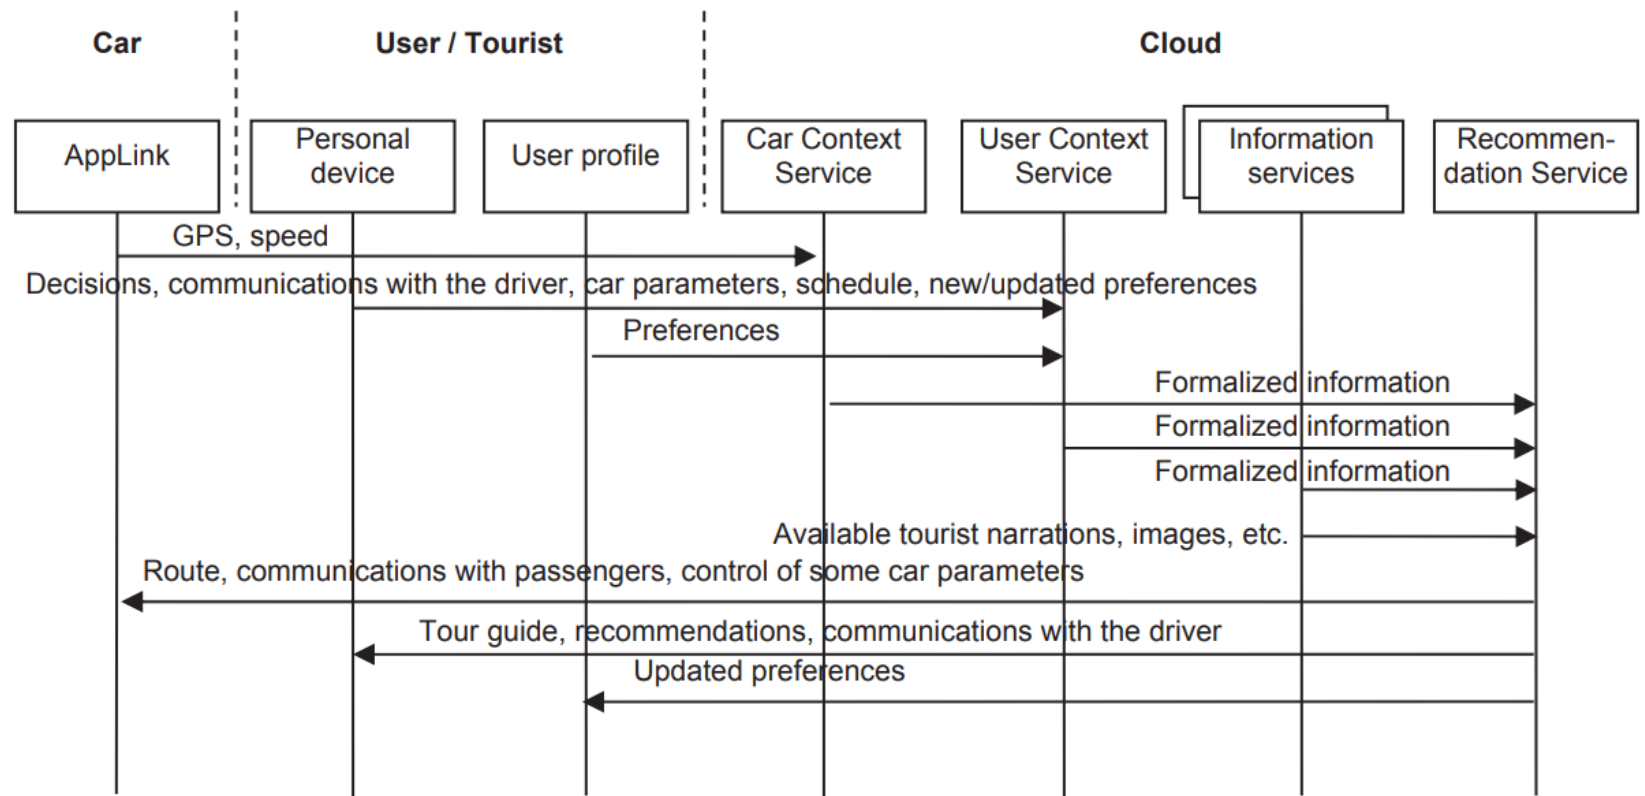 Car
User / Tourist
Cloud
AppLink
Personal
device
User profile
Car Context
Service
User Context
Service
Information
services
Recommen-
dation Service
GPS, speed
Decisions, communications with the driver, car parameters, schedule, new/updated preferences
Preferences
Formalized information
Formalized information
Formalized information
Available tourist narrations, images, etc.
Route, communications with passengers, control of some car parameters
Tour guide, recommendations, communications with the driver
Updated preferences